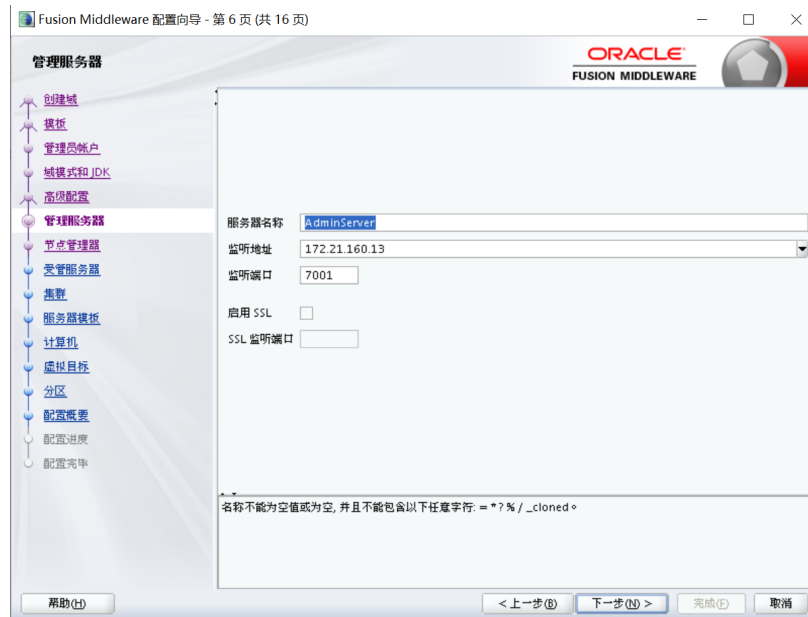 Fusion Middleware 配置向导 - 第 6 页 (共 16 页)
管理服务器
ORACLE
FUSION MIDDLEWARE
创建域
模板
管理员帐户
域模式和 JDK
高级配置
管理服务器
节点管理器
受管服务器
集群
服务器模板
计算机
虚拟目标
分区
配置概要
配置进度
配置完毕
服务器名称 AdminServer
监听地址 172.21.160.13
监听端口 7001
启用 SSL
SSL 监听端口
名称不能为空值或为空, 并且不能包含以下任意字符: = * ? % / _cloned。
帮助(H) < 上一步(B) 下一步(N) > 完成(F) 取消